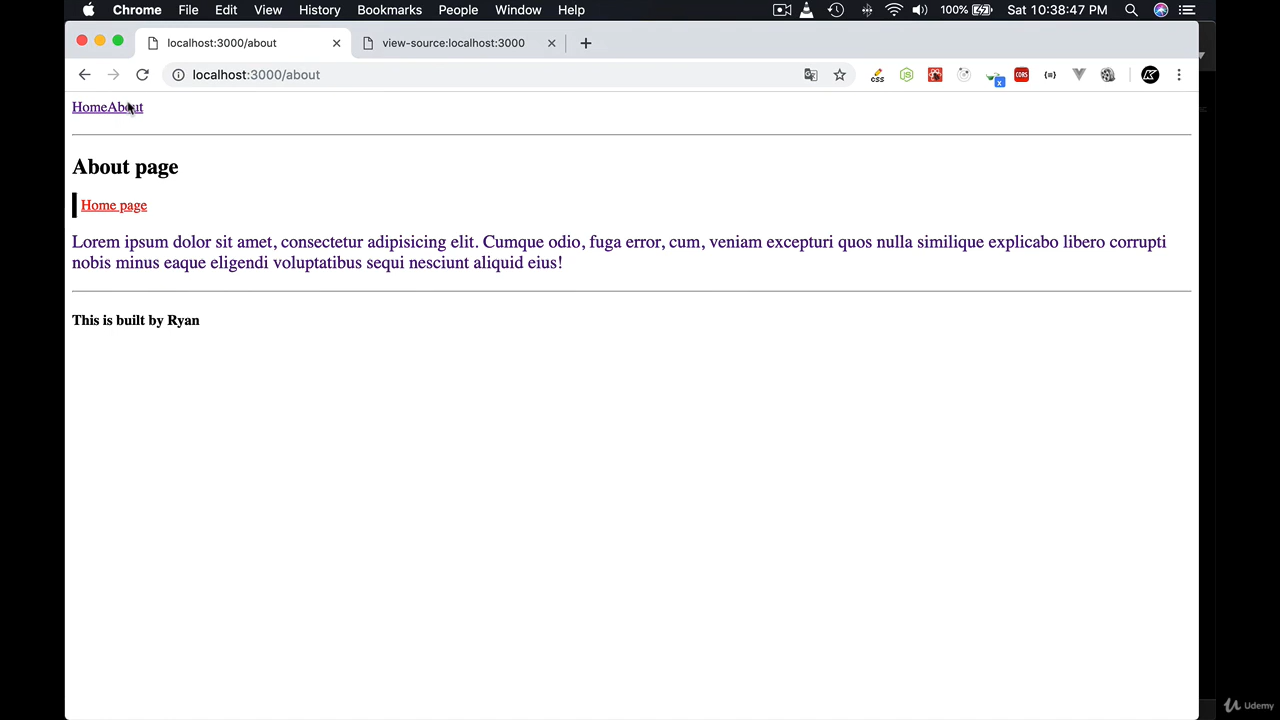 Chrome File Edit View History Bookmarks People Window Help 100% Sat 10:38:47 PM
localhost:3000/about view-source:localhost:3000
localhost:3000/about
css JS CORS x
HomeAbout
About page
Home page
Lorem ipsum dolor sit amet, consectetur adipisicing elit. Cumque odio, fuga error, cum, veniam excepturi quos nulla similique explicabo libero corrupti
nobis minus eaque eligendi voluptatibus sequi nesciunt aliquid eius!
This is built by Ryan
Udemy